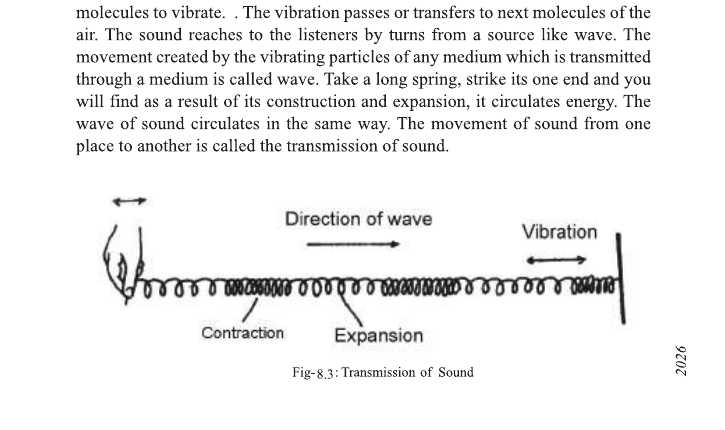 molecules to vibrate. . The vibration passes or transfers to next molecules of the
air. The sound reaches to the listeners by turns from a source like wave. The
movement created by the vibrating particles of any medium which is transmitted
through a medium is called wave. Take a long spring, strike its one end and you
will find as a result of its construction and expansion, it circulates energy. The
wave of sound circulates in the same way. The movement of sound from one
place to another is called the transmission of sound.
Direction of wave
Vibration
Contraction
Expansion
Fig-8.3: Transmission of Sound
2026